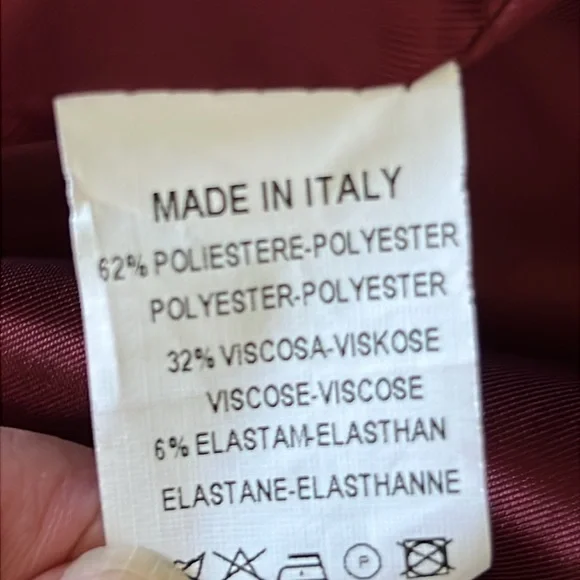 MADE IN ITALY
62% POLIESTERE-POLYESTER
POLYESTER-POLYESTER
32% VISCOSA-VISKOSE
VISCOSE-VISCOSE
6% ELASTAM-ELASTHAN
ELASTANE-ELASTHANNE
P